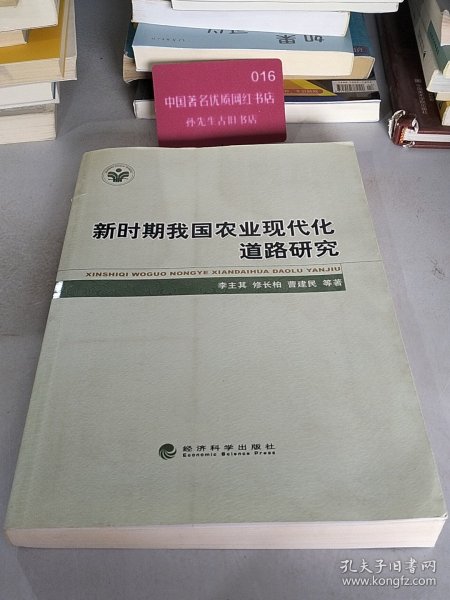 如果
016
中国著名优质网红书店
孙先生古旧书店
新时期我国农业现代化
道路研究
XINSHIQI WOGUO NONGYE XIANDAIHUA DAOLU YANJIU
李主其 修长柏 曹建民 等著
经济科学出版社
Economic Science Press
孔夫子旧书网
www.kongfz.com